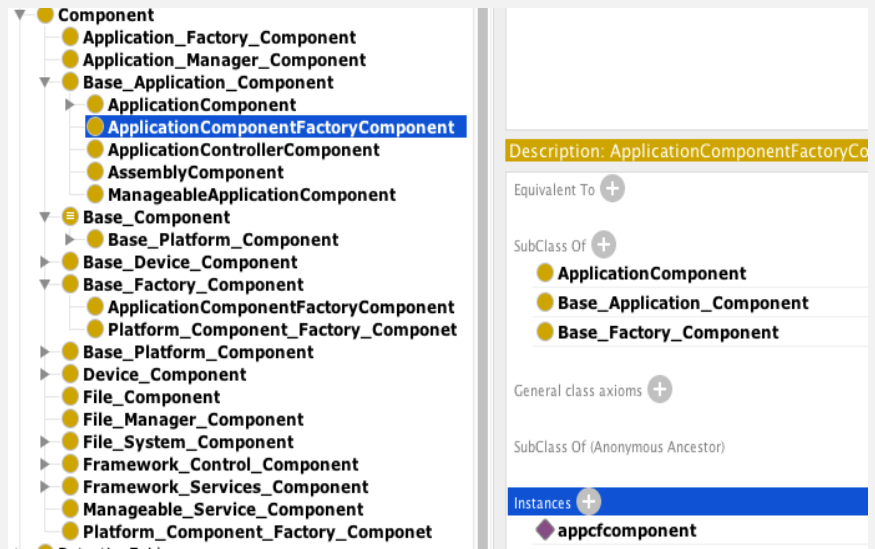 Component
Application_Factory_Component
Application_Manager_Component
Base_Application_Component
ApplicationComponent
ApplicationComponentFactoryComponent
ApplicationControllerComponent
AssemblyComponent
ManageableApplicationComponent
Base_Component
Base_Platform_Component
Base_Device_Component
Base_Factory_Component
ApplicationComponentFactoryComponent
Platform_Component_Factory_Componet
Base_Platform_Component
Device_Component
File_Component
File_Manager_Component
File_System_Component
Framework_Control_Component
Framework_Services_Component
Manageable_Service_Component
Platform_Component_Factory_Componet
Description: ApplicationComponentFactoryCo
Equivalent To
SubClass Of
ApplicationComponent
Base_Application_Component
Base_Factory_Component
General class axioms
SubClass Of (Anonymous Ancestor)
Instances
appcfcomponent